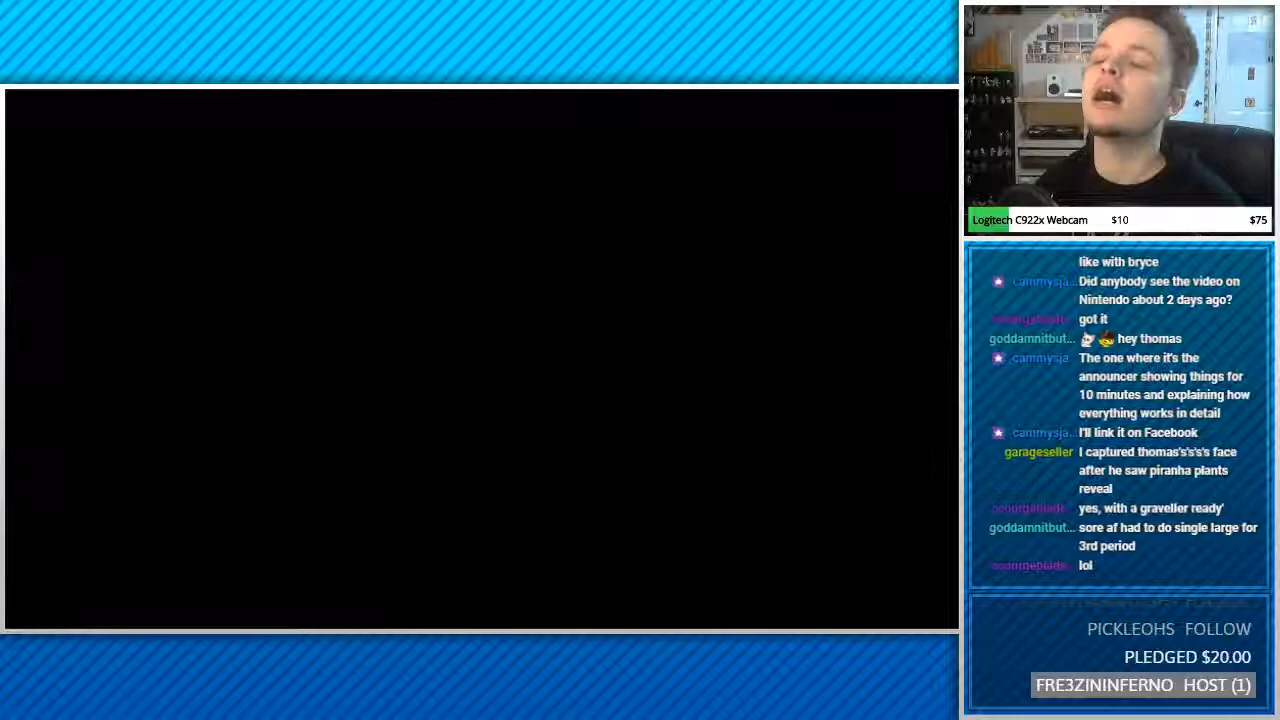 Logitech C922x Webcam $10 $75
like with bryce
cammysja... Did anybody see the video on
Nintendo about 2 days ago?
got it
goddamnitbut... hey thomas
cammysja... The one where it's the
announcer showing things for
10 minutes and explaining how
everything works in detail
cammysja... I'll link it on Facebook
garageseller I captured thomas's's's's face
after he saw piranha plants
reveal
yes, with a graveller ready'
goddamnitbut... sore af had to do single large for
3rd period
lol
PICKLEOHS FOLLOW
PLEDGED $20.00
FRE3ZININFERNO HOST (1)